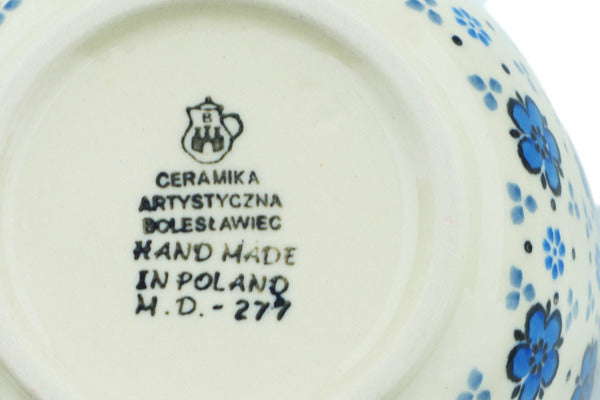 B
CERAMIKA
ARTYSTYCZNA
BOLESŁAWIEC
HAND MADE
IN POLAND
M.D.-277